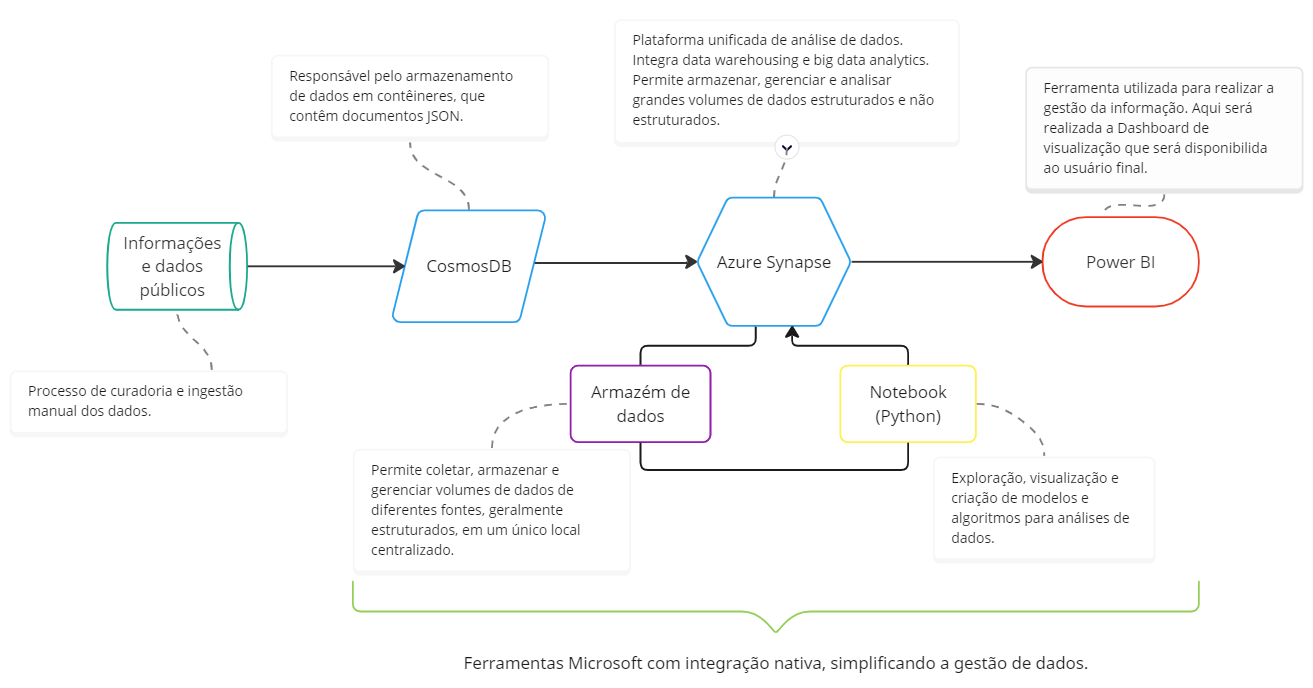 Plataforma unificada de análise de dados.
Integra data warehousing e big data analytics.
Permite armazenar, gerenciar e analisar
grandes volumes de dados estruturados e não
estruturados.
Responsável pelo armazenamento
de dados em contêineres, que
contêm documentos JSON.
Ferramenta utilizada para realizar a
gestão da informação. Aqui será
realizada a Dashboard de
visualização que será disponibilida
ao usuário final.
Informações
e dados
públicos
CosmosDB
Azure Synapse
Power BI
Processo de curadoria e ingestão
manual dos dados.
Armazém de
dados
Notebook
(Python)
Permite coletar, armazenar e
gerenciar volumes de dados de
diferentes fontes, geralmente
estruturados, em um único local
centralizado.
Exploração, visualização e
criação de modelos e
algoritmos para análises de
dados.
Ferramentas Microsoft com integração nativa, simplificando a gestão de dados.